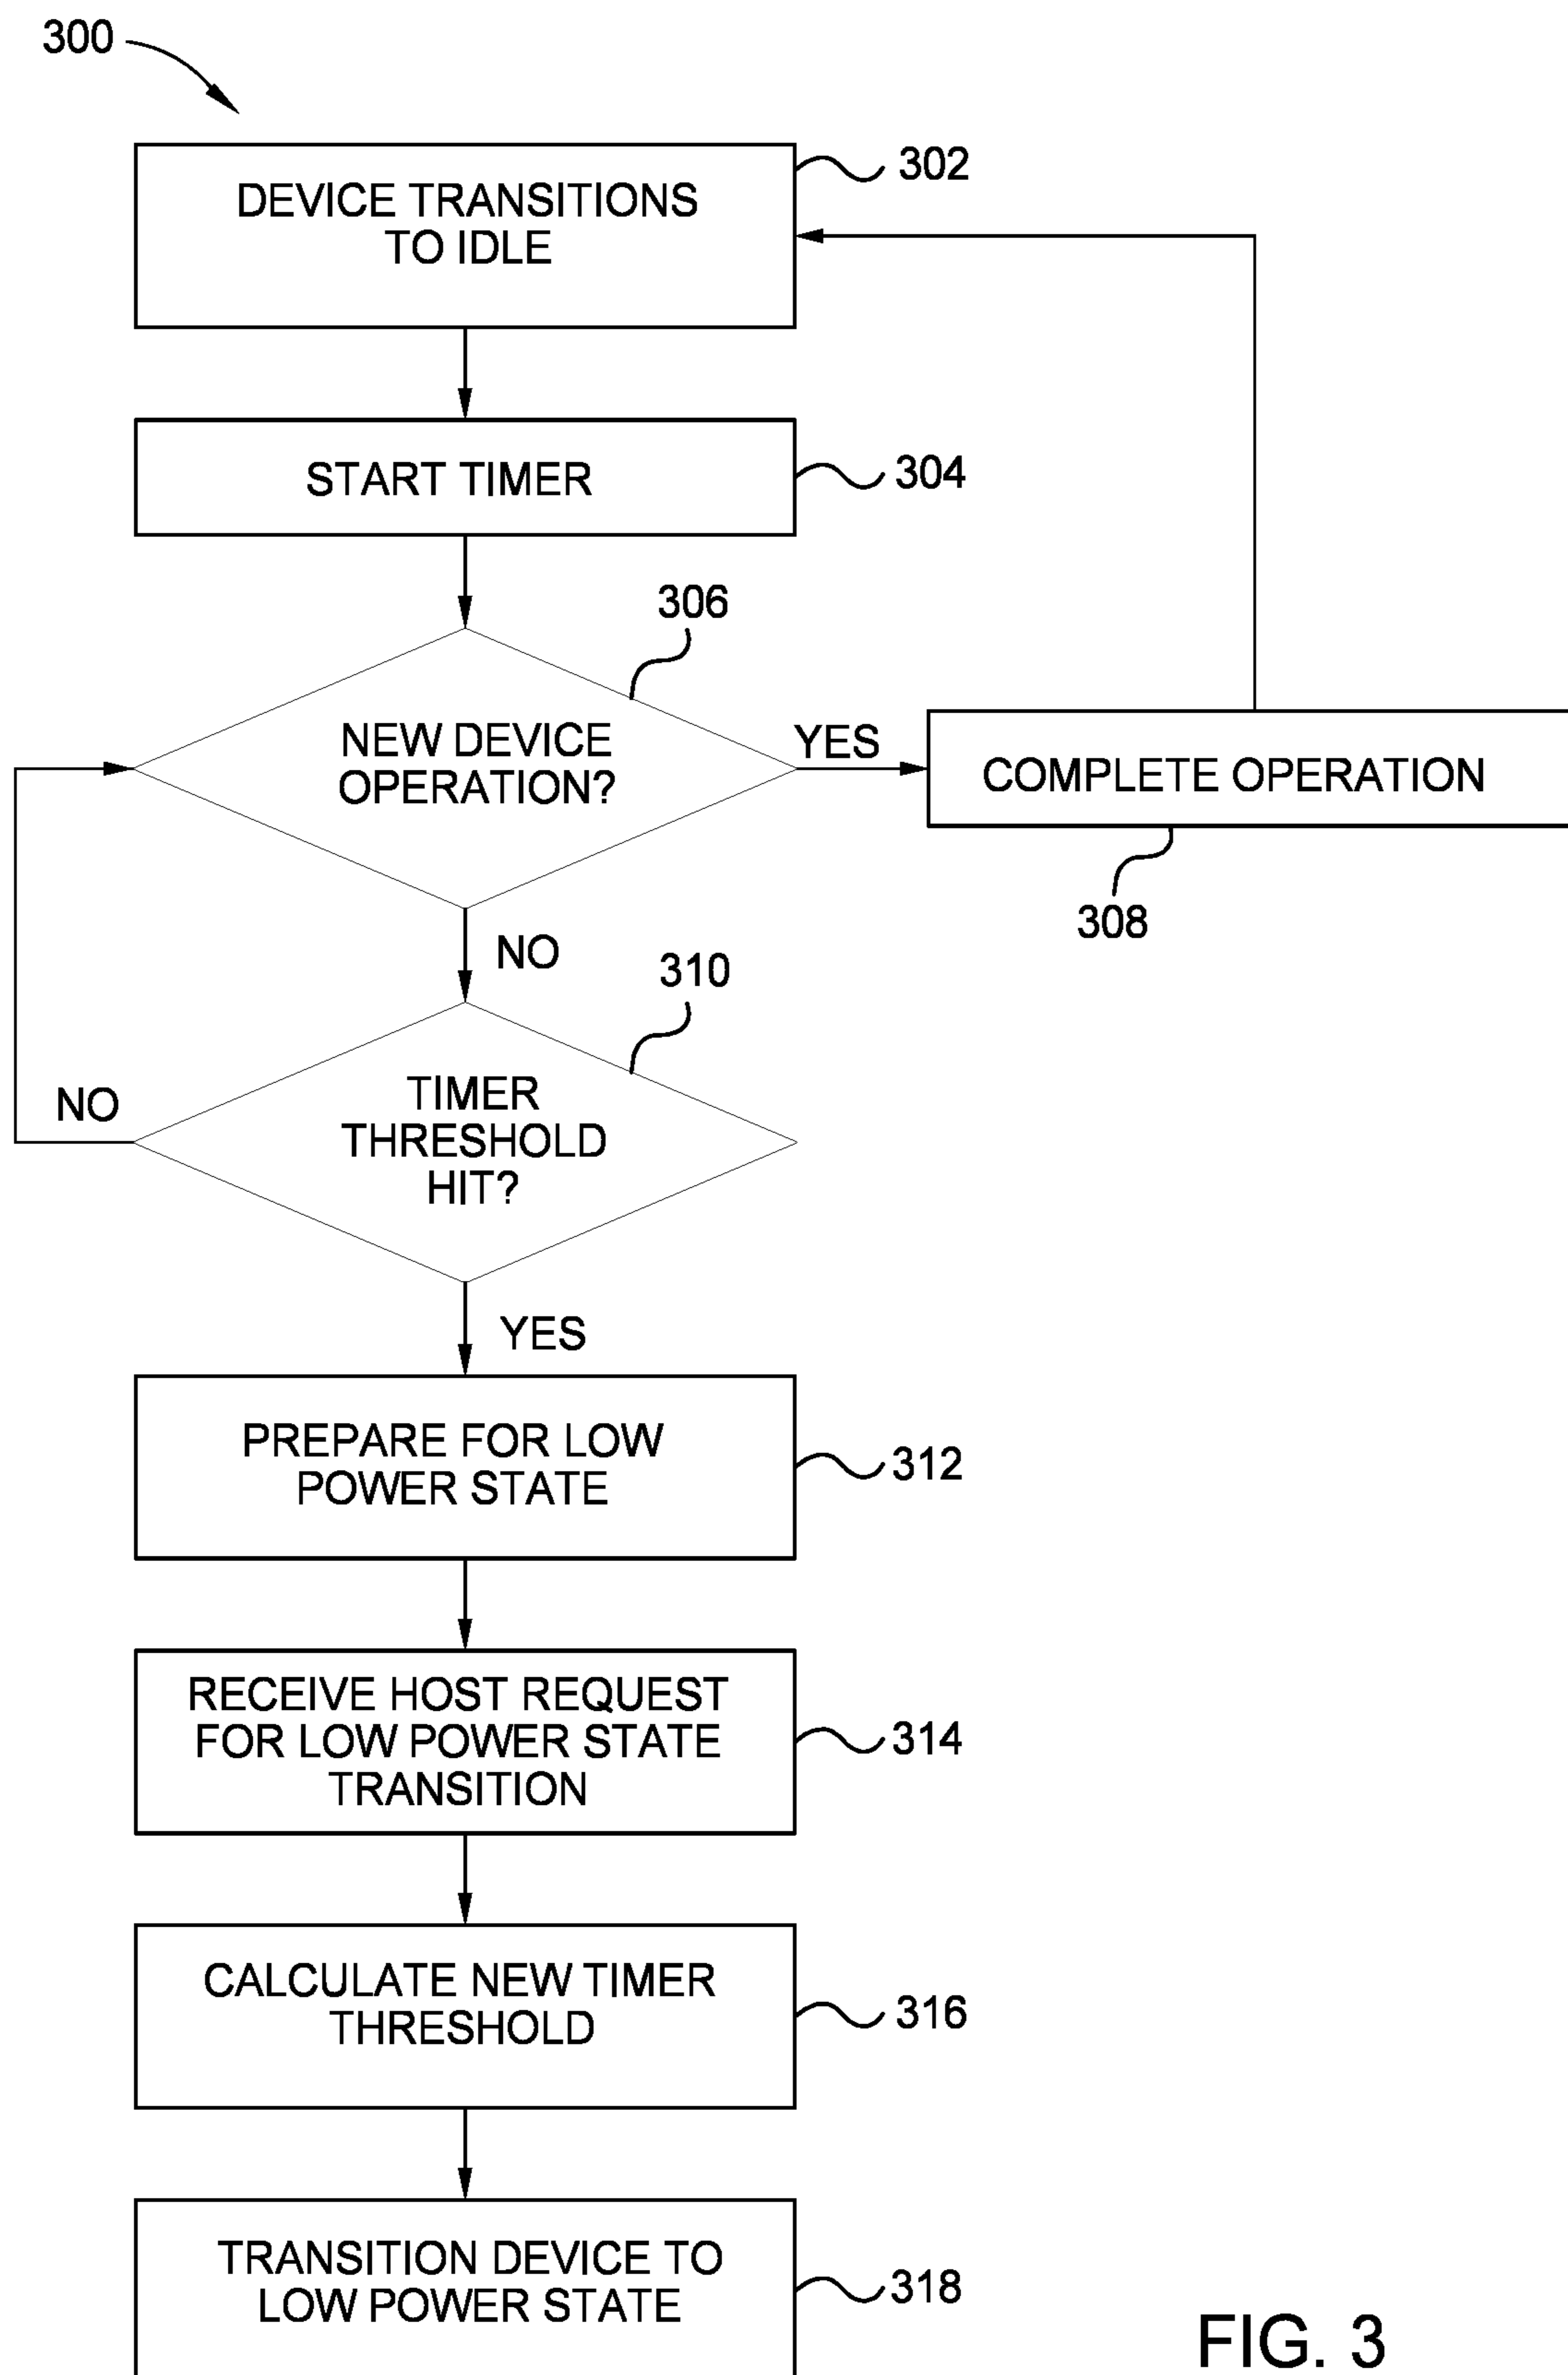 300
302
DEVICE TRANSITIONS
TO IDLE
START TIMER
304
306
NEW DEVICE
OPERATION?
YES
COMPLETE OPERATION
308
NO
310
TIMER
THRESHOLD
HIT?
NO
YES
PREPARE FOR LOW
POWER STATE
312
RECEIVE HOST REQUEST
FOR LOW POWER STATE
TRANSITION
314
CALCULATE NEW TIMER
THRESHOLD
316
TRANSITION DEVICE TO
LOW POWER STATE
318
FIG. 3